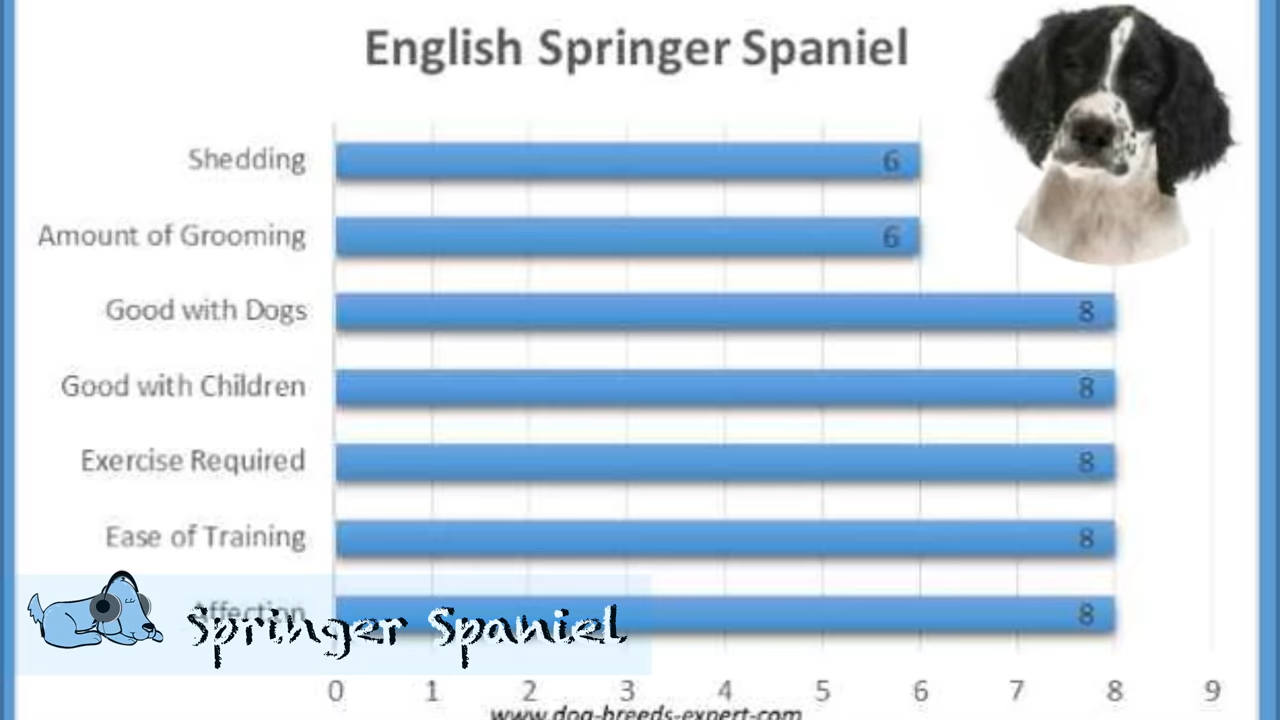 English Springer Spaniel
Shedding 6
Amount of Grooming 6
Good with Dogs 8
Good with Children 8
Exercise Required 8
Ease of Training 8
Affection 8
Springer Spaniel
0 1 2 3 4 5 6 7 8 9
www.dog-breeds-expert-com